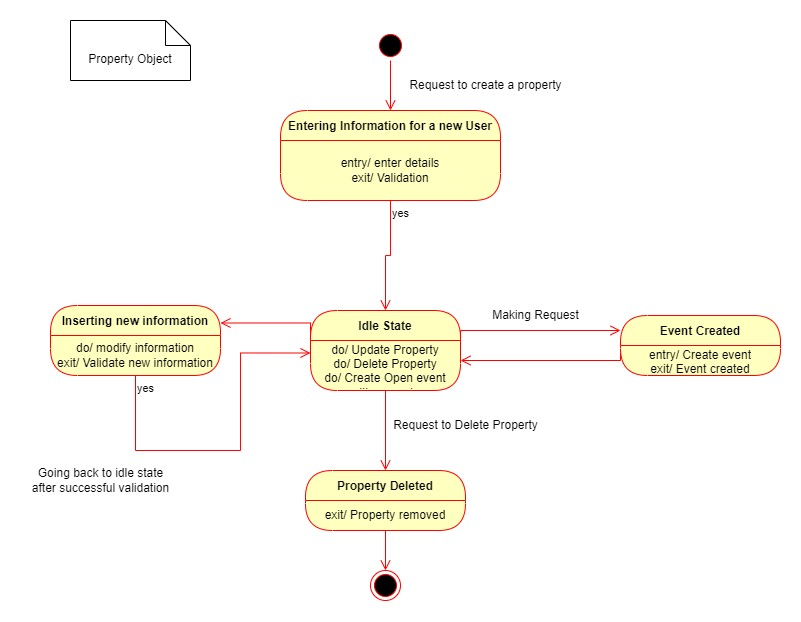 Property Object
Request to create a property
Entering Information for a new User
entry/ enter details
exit/ Validation
yes
Inserting new information
do/ modify information
exit/ Validate new information
yes
Going back to idle state
after successful validation
Idle State
do/ Update Property
do/ Delete Property
do/ Create Open event
Making Request
Event Created
entry/ Create event
exit/ Event created
Request to Delete Property
Property Deleted
exit/ Property removed